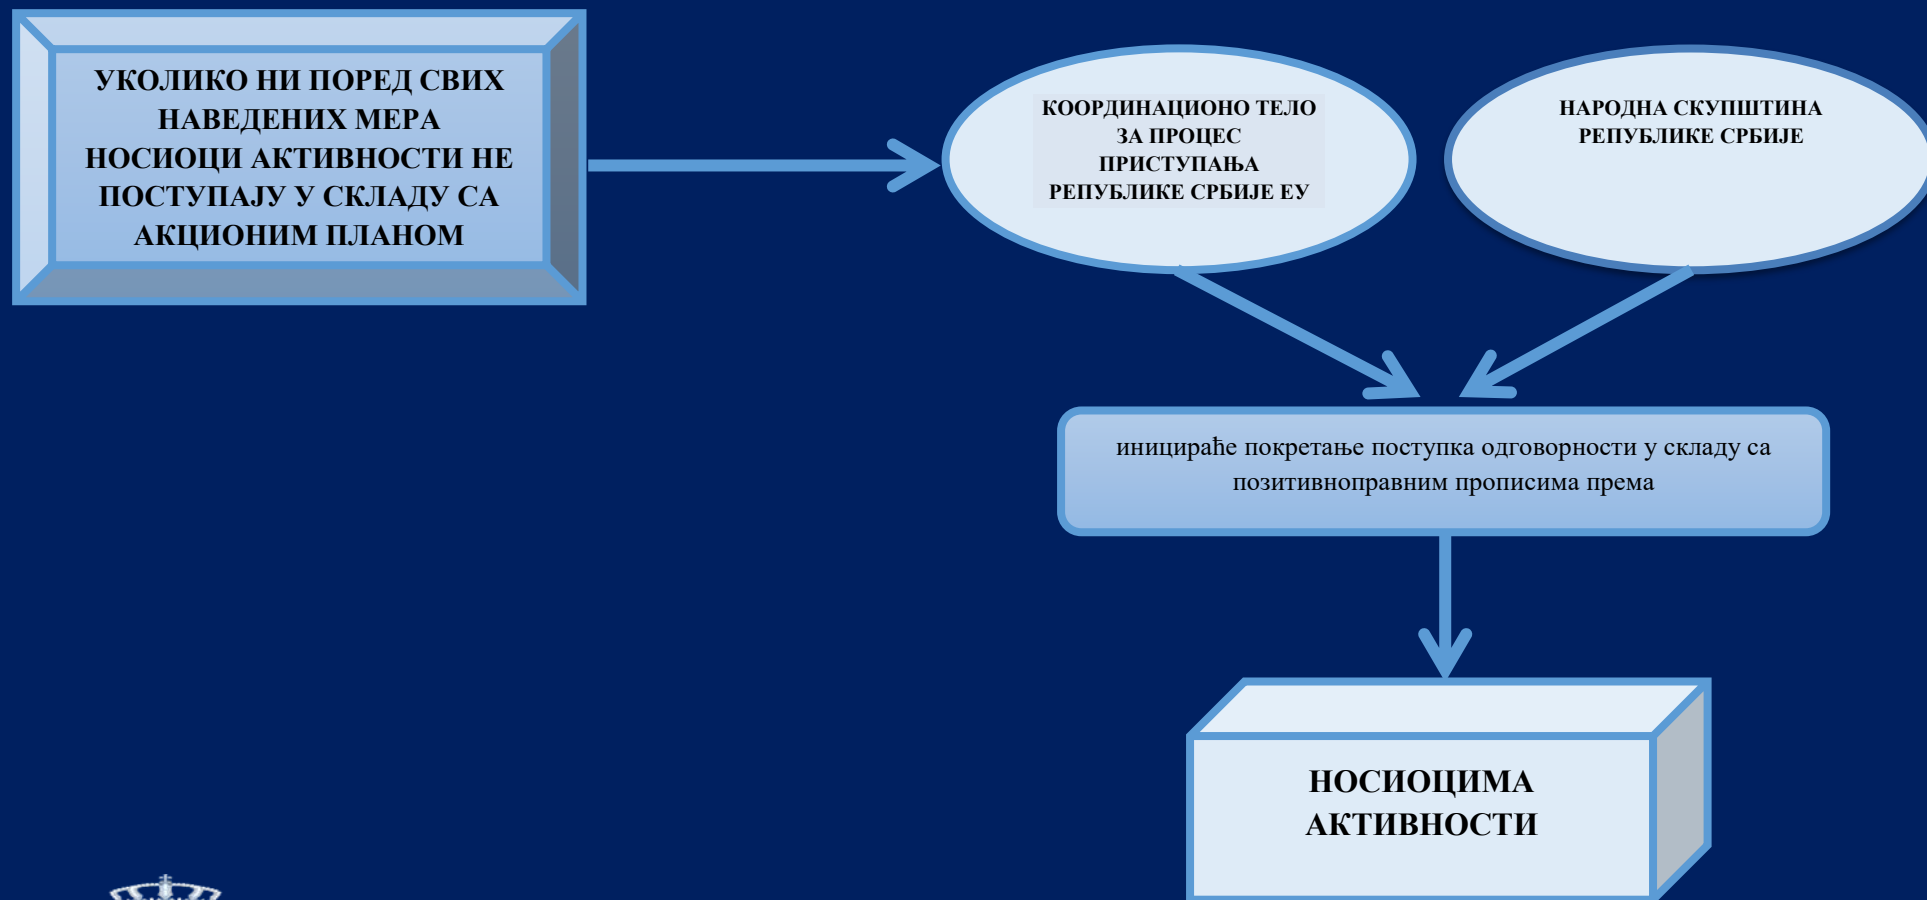 УКОЛИКО НИ ПОРЕД СВИХ
НАВЕДЕНИХ МЕРА
НОСИОЦИ АКТИВНОСТИ НЕ
ПОСТУПАЈУ У СКЛАДУ СА
АКЦИОНИМ ПЛАНОМ
КООРДИНАЦИОНО ТЕЛО
ЗА ПРОЦЕС
ПРИСТУПАЊА
РЕПУБЛИКЕ СРБИЈЕ ЕУ
НАРОДНА СКУПШТИНА
РЕПУБЛИКЕ СРБИЈЕ
иницираће покретање поступка одговорности у складу са
позитивноправним прописима према
НОСИОЦИМА
АКТИВНОСТИ